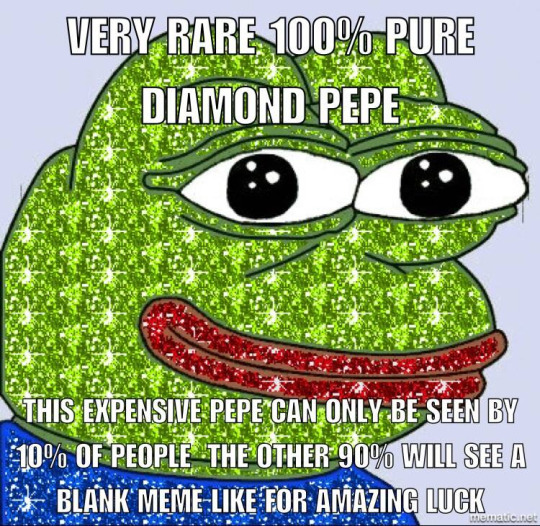 VERY RARE 100% PURE
DIAMOND PEPE
THIS EXPENSIVE PEPE CAN ONLY BE SEEN BY
10% OF PEOPLE THE OTHER 90% WILL SEE A
BLANK MEME LIKE FOR AMAZING LUCK
mematic.net